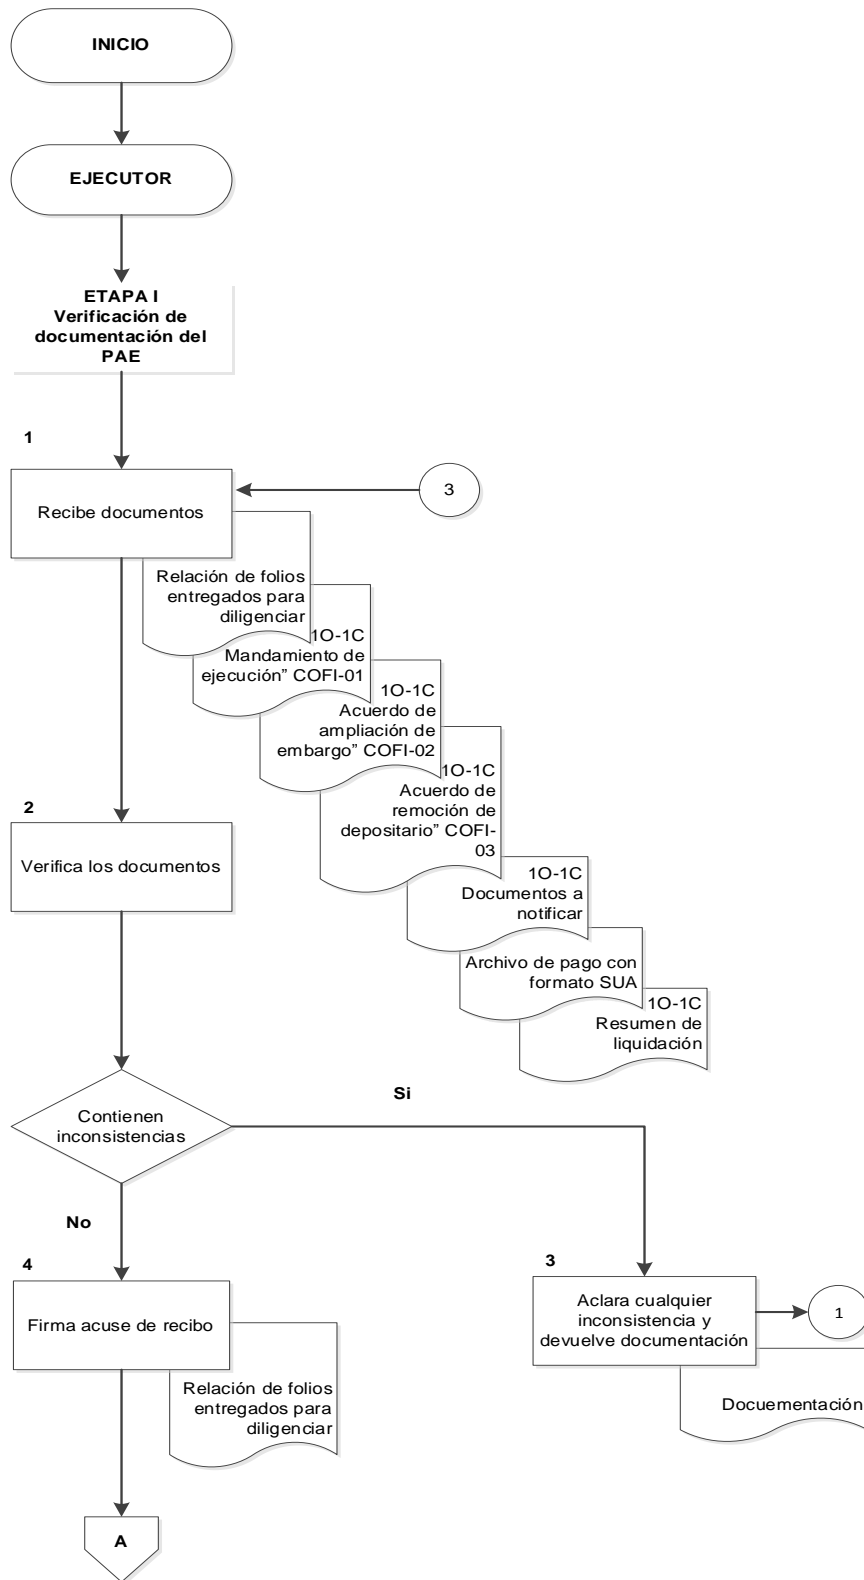 INICIO
EJECUTOR
ETAPA I
Verificación de
documentación del
PAE
1
Recibe documentos
3
Relación de folios
entregados para
diligenciar
1O-1C
Mandamiento de
ejecución” COFI-01
1O-1C
Acuerdo de
ampliación de
embargo” COFI-02
1O-1C
Acuerdo de
remoción de
depositario” COFI-
03
1O-1C
Documentos a
notificar
Archivo de pago con
formato SUA
1O-1C
Resumen de
liquidación
2
Verifica los documentos
Contienen
inconsistencias
Si
No
4
Firma acuse de recibo
Relación de folios
entregados para
diligenciar
3
Aclara cualquier
inconsistencia y
devuelve documentación
1
Docuementación
A